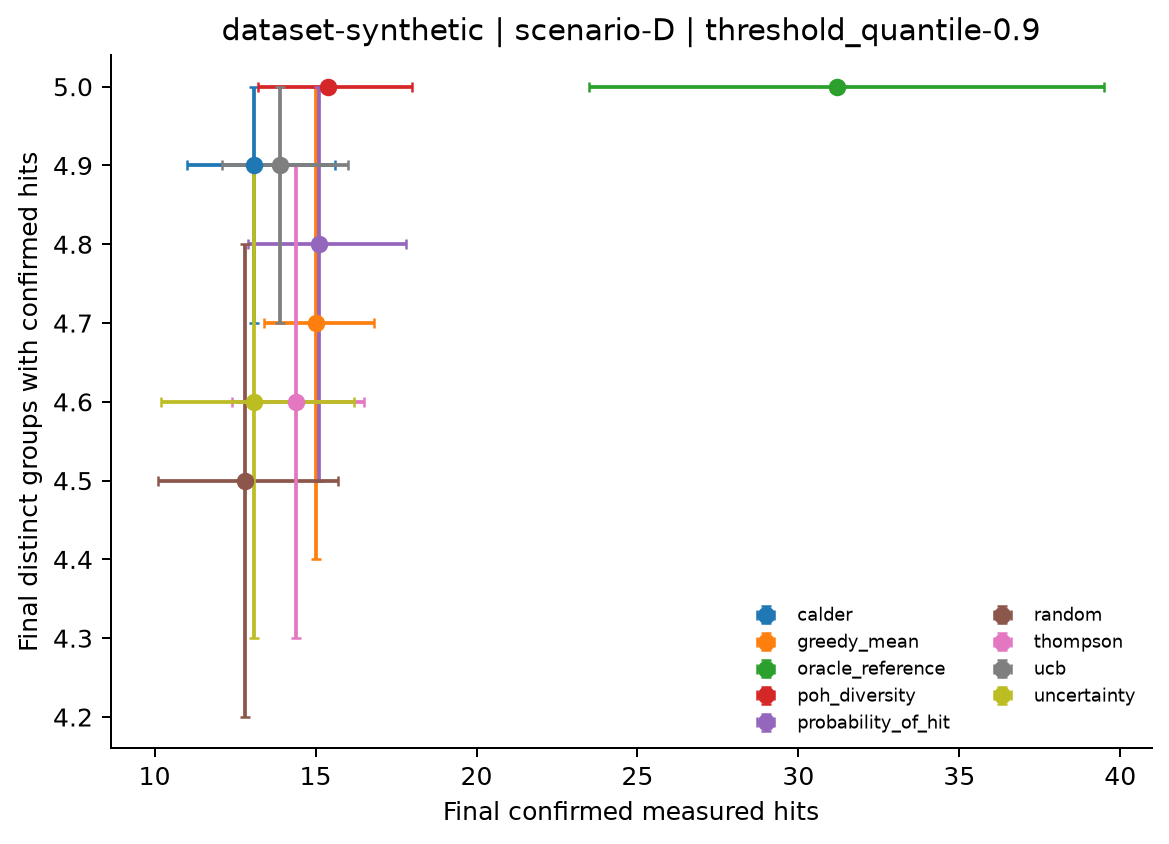 dataset-synthetic | scenario-D | threshold_quantile-0.9
Final distinct groups with confirmed hits
5.0
4.9
4.8
4.7
4.6
4.5
4.4
4.3
4.2
calder
greedy_mean
oracle_reference
poh_diversity
probability_of_hit
random
thompson
ucb
uncertainty
10 15 20 25 30 35 40
Final confirmed measured hits